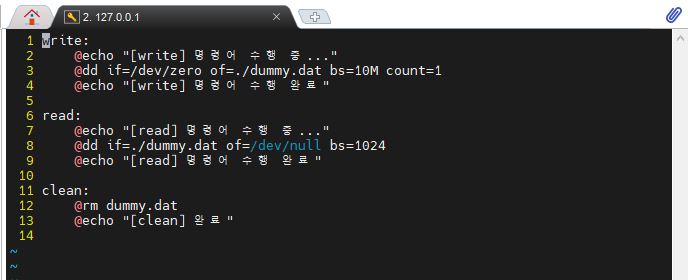 2. 127.0.0.1
1 write:
2 @echo "[write] 명령어 수행 중..."
3 @dd if=/dev/zero of=./dummy.dat bs=10M count=1
4 @echo "[write] 명령어 수행 완료"
5
6 read:
7 @echo "[read] 명령어 수행 중..."
8 @dd if=./dummy.dat of=/dev/null bs=1024
9 @echo "[read] 명령어 수행 완료"
10
11 clean:
12 @rm dummy.dat
13 @echo "[clean] 완료"
14
~
~
~